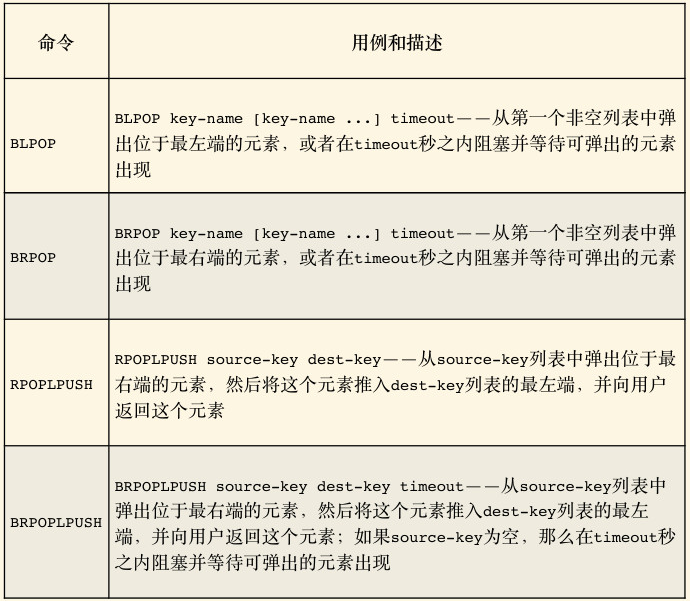 命令
用例和描述
BLPOP
BLPOP key-name [key-name ...] timeout——从第一个非空列表中弹
出位于最左端的元素，或者在timeout秒之内阻塞并等待可弹出的元素
出现
BRPOP
BRPOP key-name [key-name ...] timeout——从第一个非空列表中弹
出位于最右端的元素，或者在timeout秒之内阻塞并等待可弹出的元素
出现
RPOPLPUSH
RPOPLPUSH source-key dest-key——从source-key列表中弹出位于最
右端的元素，然后将这个元素推入dest-key列表的最左端，并向用户
返回这个元素
BRPOPLPUSH
BRPOPLPUSH source-key dest-key timeout——从source-key列表中
弹出位于最右端的元素，然后将这个元素推入dest-key列表的最左
端，并向用户返回这个元素；如果source-key为空，那么在timeout秒
之内阻塞并等待可弹出的元素出现